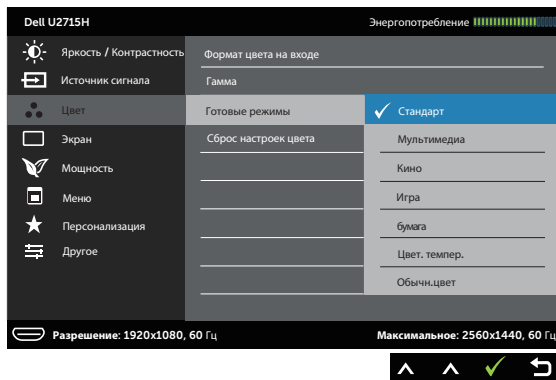 Dell U2715H Энергопотребление
Яркость / Контрастность Формат цвета на входе
Источник сигнала Гамма
Цвет Готовые режимы Стандарт
Экран Сброс настроек цвета Мультимедиа
Мощность Кино
Меню Игра
Персонализация бумага
Другое Цвет. темпер.
Обычн.цвет
Разрешение: 1920x1080, 60 Гц Максимальное: 2560x1440, 60 Гц